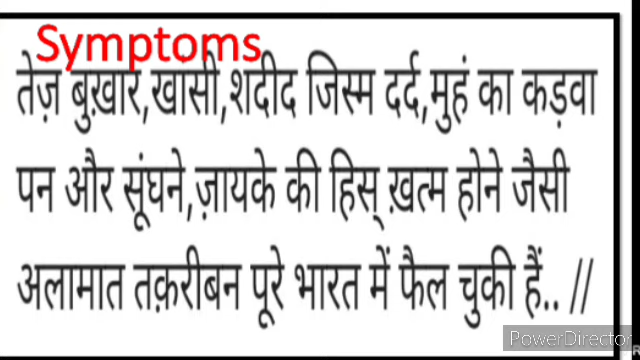 Symptoms
तेज़ बुख़ार,खासी,शदीद जिस्म दर्द,मुहं का कड़वा
पन और सूंघने,ज़ायके की हिस् ख़त्म होने जैसी
अलामात तक़रीबन पूरे भारत में फैल चुकी हैं.. //
PowerDirector